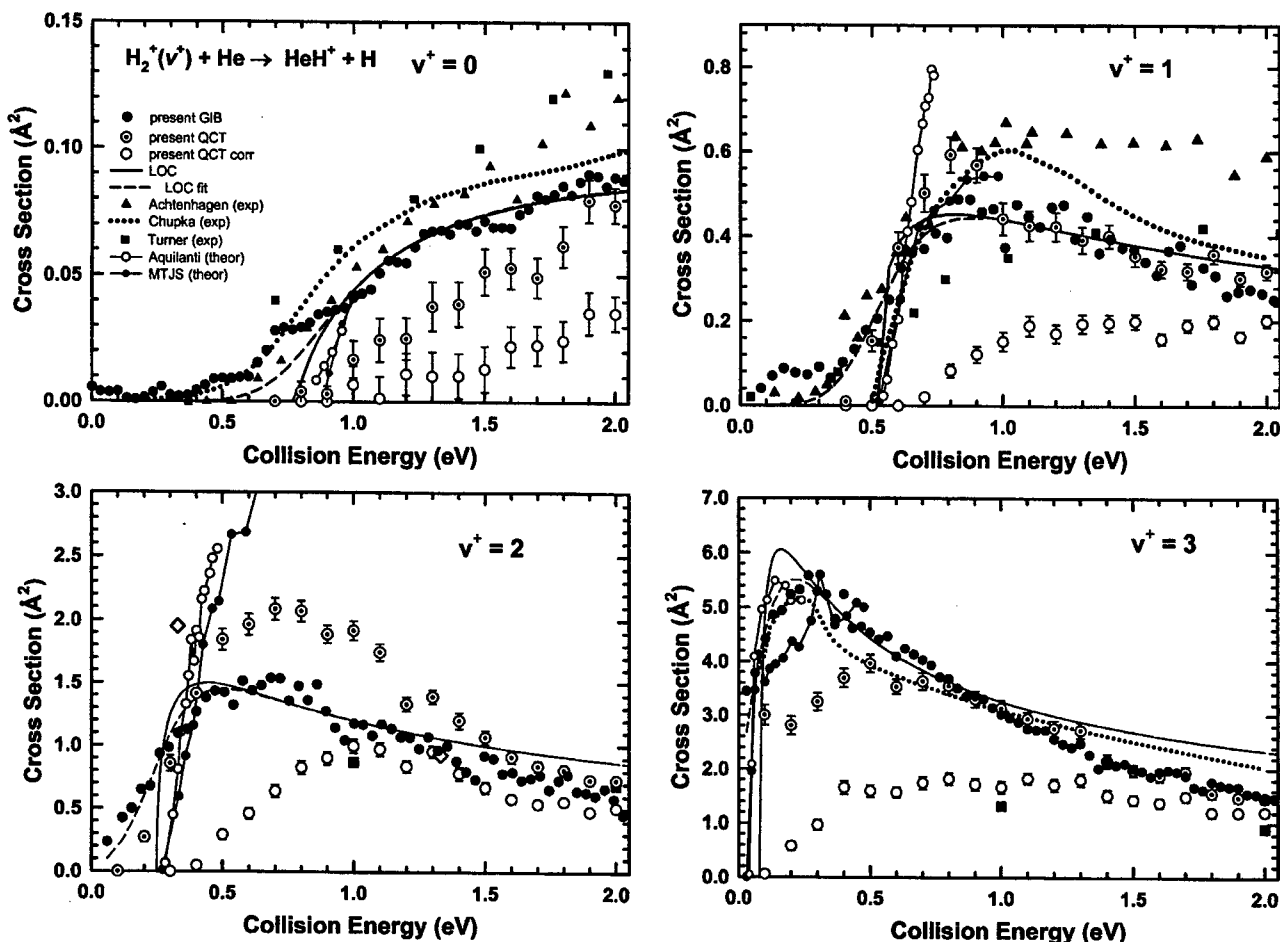 H₂⁺(v⁺) + He → HeH⁺ + H
v⁺ = 0
present GIB
present QCT
present QCT corr
LOC
LOC fit
Achtenhagen (exp)
Chupka (exp)
Turner (exp)
Aquilanti (theor)
MTJS (theor)
0.15
0.10
0.05
0.00
Cross Section (Å²)
0.0 0.5 1.0 1.5 2.0
Collision Energy (eV)
v⁺ = 1
0.8
0.6
0.4
0.2
0.0
Cross Section (Å²)
0.0 0.5 1.0 1.5 2.0
Collision Energy (eV)
v⁺ = 2
3.0
2.5
2.0
1.5
1.0
0.5
0.0
Cross Section (Å²)
0.0 0.5 1.0 1.5 2.0
Collision Energy (eV)
v⁺ = 3
7.0
6.0
5.0
4.0
3.0
2.0
1.0
0.0
Cross Section (Å²)
0.0 0.5 1.0 1.5 2.0
Collision Energy (eV)